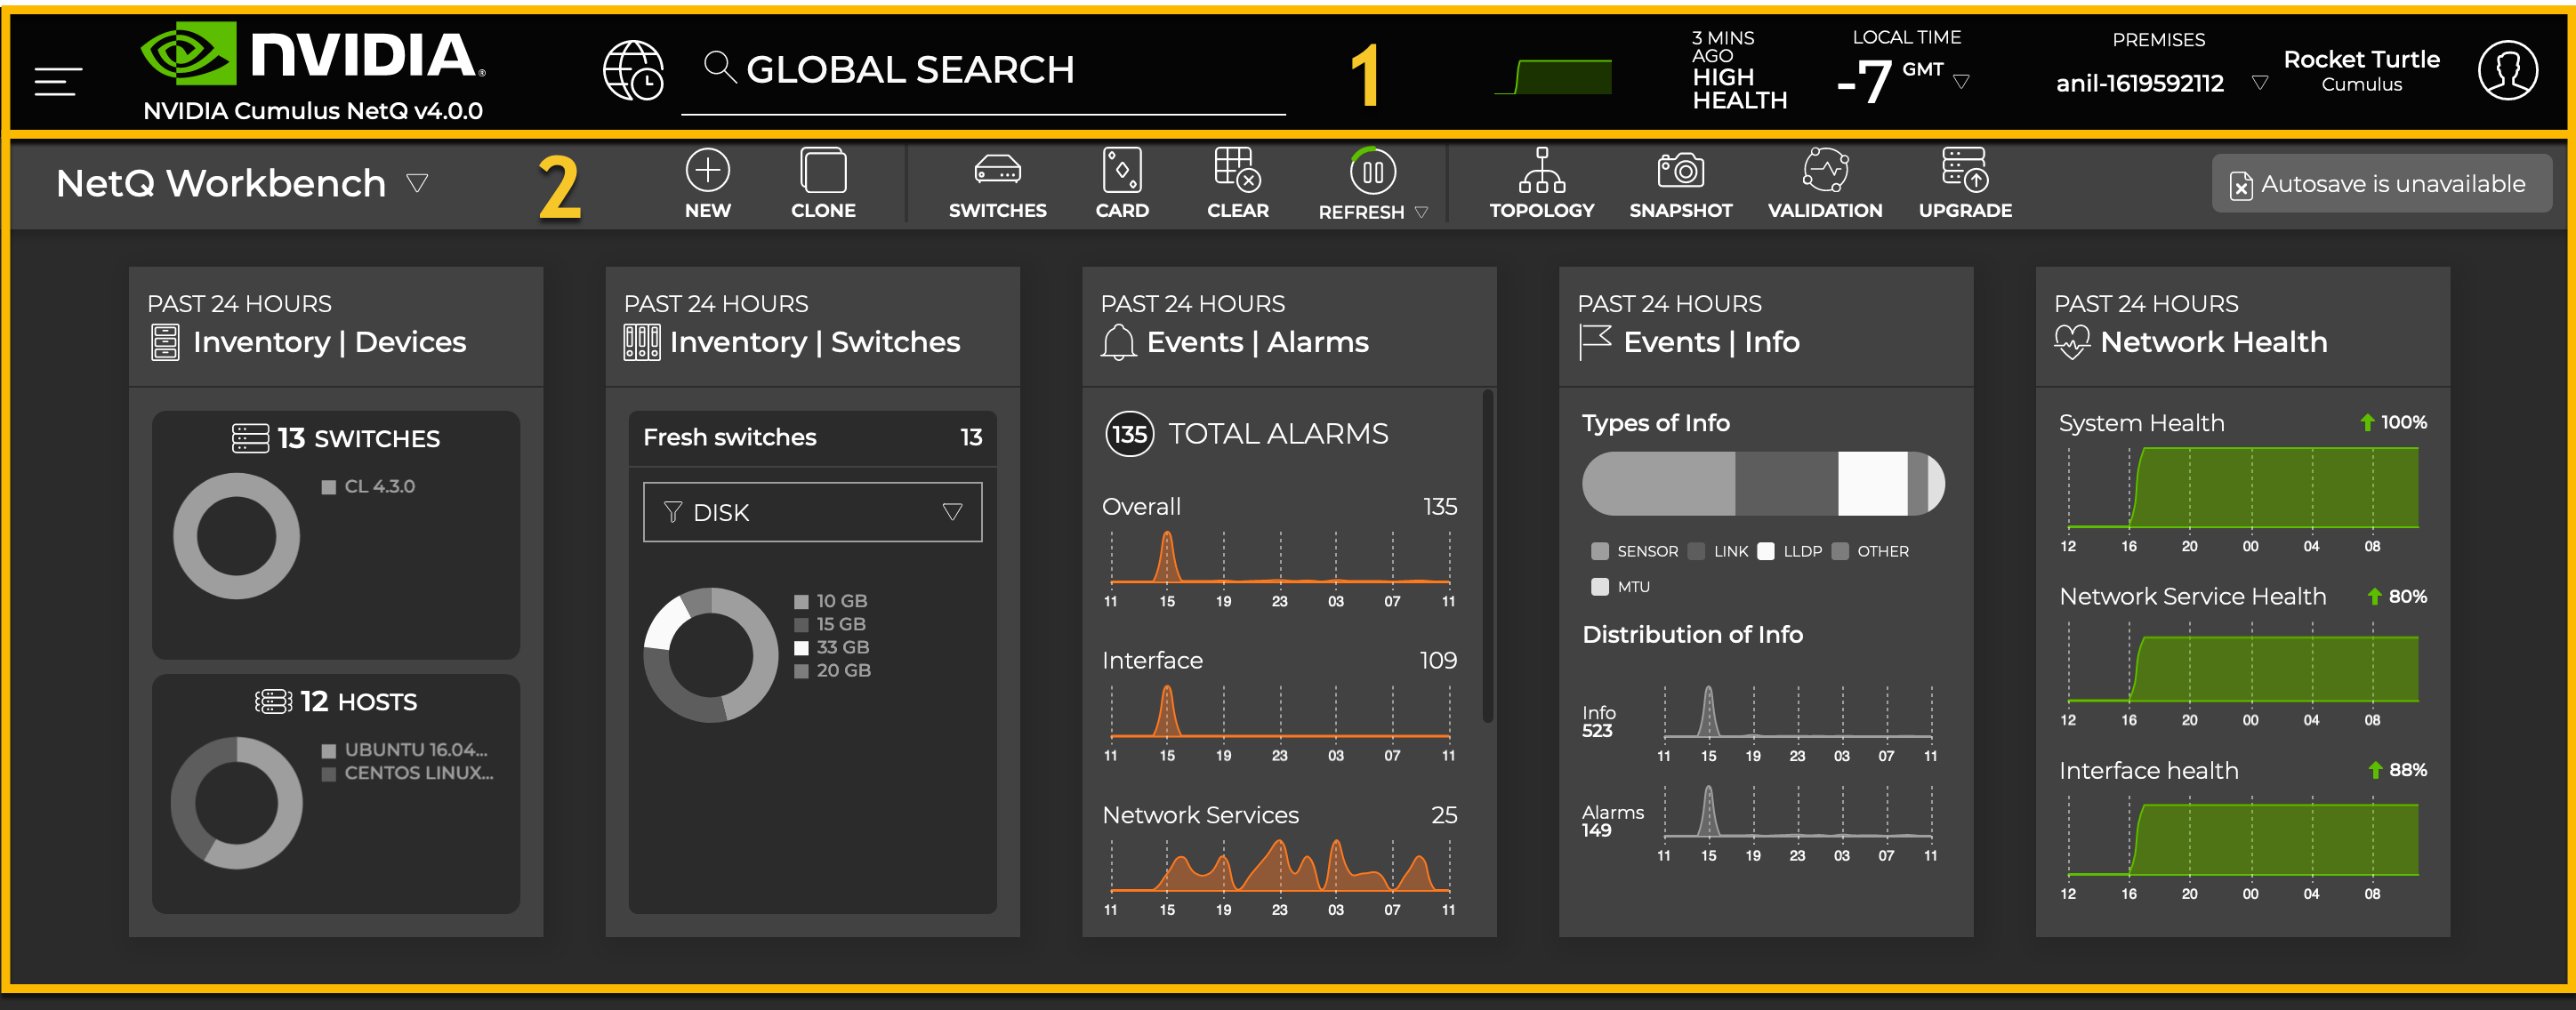 NVIDIA
NVIDIA Cumulus NetQ v4.0.0
GLOBAL SEARCH
1
3 MINS
AGO
HIGH
HEALTH
LOCAL TIME
-7 GMT
PREMISES
anil-1619592112
Rocket Turtle
Cumulus
NetQ Workbench
2
NEW
CLONE
SWITCHES
CARD
CLEAR
REFRESH
TOPOLOGY
SNAPSHOT
VALIDATION
UPGRADE
Autosave is unavailable
PAST 24 HOURS
Inventory | Devices
13 SWITCHES
CL 4.3.0
12 HOSTS
UBUNTU 16.04...
CENTOS LINUX...
PAST 24 HOURS
Inventory | Switches
Fresh switches 13
DISK
10 GB
15 GB
33 GB
20 GB
PAST 24 HOURS
Events | Alarms
135 TOTAL ALARMS
Overall 135
11 15 19 23 03 07 11
Interface 109
11 15 19 23 03 07 11
Network Services 25
11 15 19 23 03 07 11
PAST 24 HOURS
Events | Info
Types of Info
SENSOR LINK LLDP OTHER
MTU
Distribution of Info
Info
523
11 15 19 23 03 07 11
Alarms
149
11 15 19 23 03 07 11
PAST 24 HOURS
Network Health
System Health 100%
12 16 20 00 04 08
Network Service Health 80%
12 16 20 00 04 08
Interface health 88%
12 16 20 00 04 08